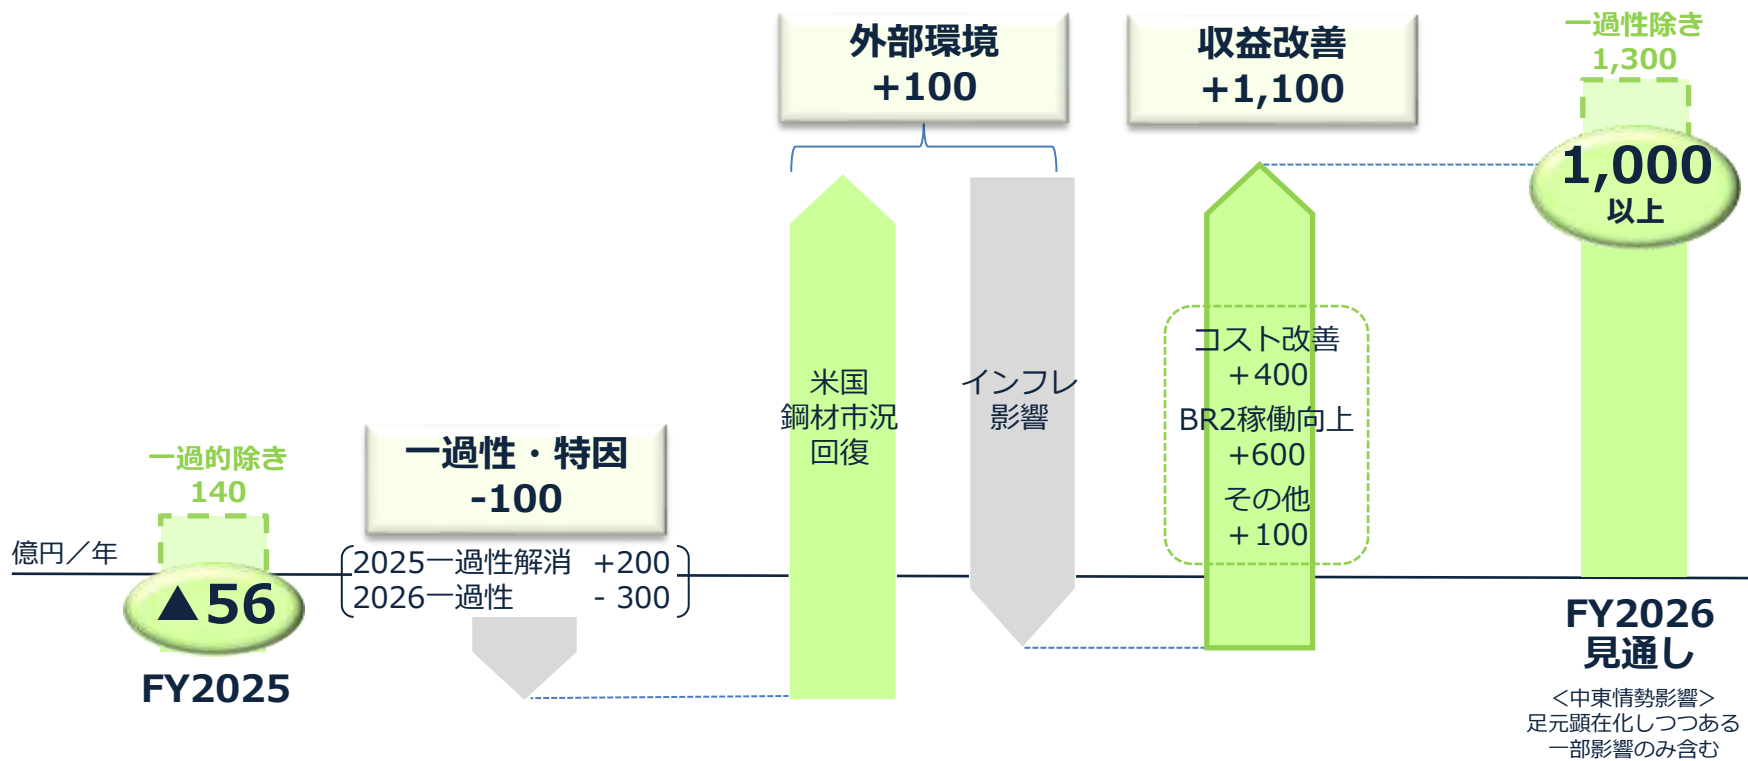 億円／年
一過的除き
140
▲56
FY2025
一過性・特因
-100
2025一過性解消 +200
2026一過性 - 300
外部環境
+100
米国
鋼材市況
回復
インフレ
影響
収益改善
+1,100
コスト改善
+400
BR2稼働向上
+600
その他
+100
一過性除き
1,300
1,000
以上
FY2026
見通し
＜中東情勢影響＞
足元顕在化しつつある
一部影響のみ含む